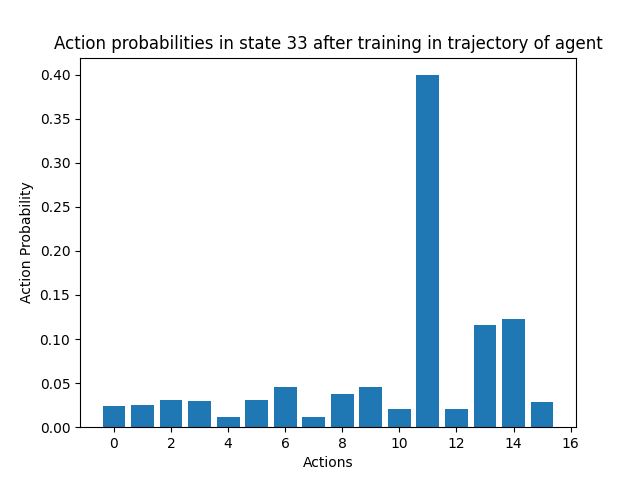 Action probabilities in state 33 after training in trajectory of agent
0.40
0.35
0.30
0.25
0.20
0.15
0.10
0.05
0.00
Action Probability
0 2 4 6 8 10 12 14 16
Actions